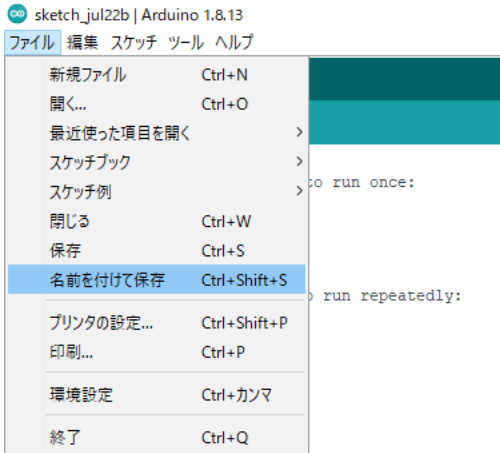 sketch_jul22b | Arduino 1.8.13
ファイル 編集 スケッチ ツール ヘルプ
新規ファイル Ctrl+N
開く... Ctrl+O
最近使った項目を開く >
スケッチブック >
スケッチ例 >
to run once:
閉じる Ctrl+W
保存 Ctrl+S
名前を付けて保存 Ctrl+Shift+S
run repeatedly:
プリンタの設定... Ctrl+Shift+P
印刷... Ctrl+P
環境設定 Ctrl+カンマ
終了 Ctrl+Q